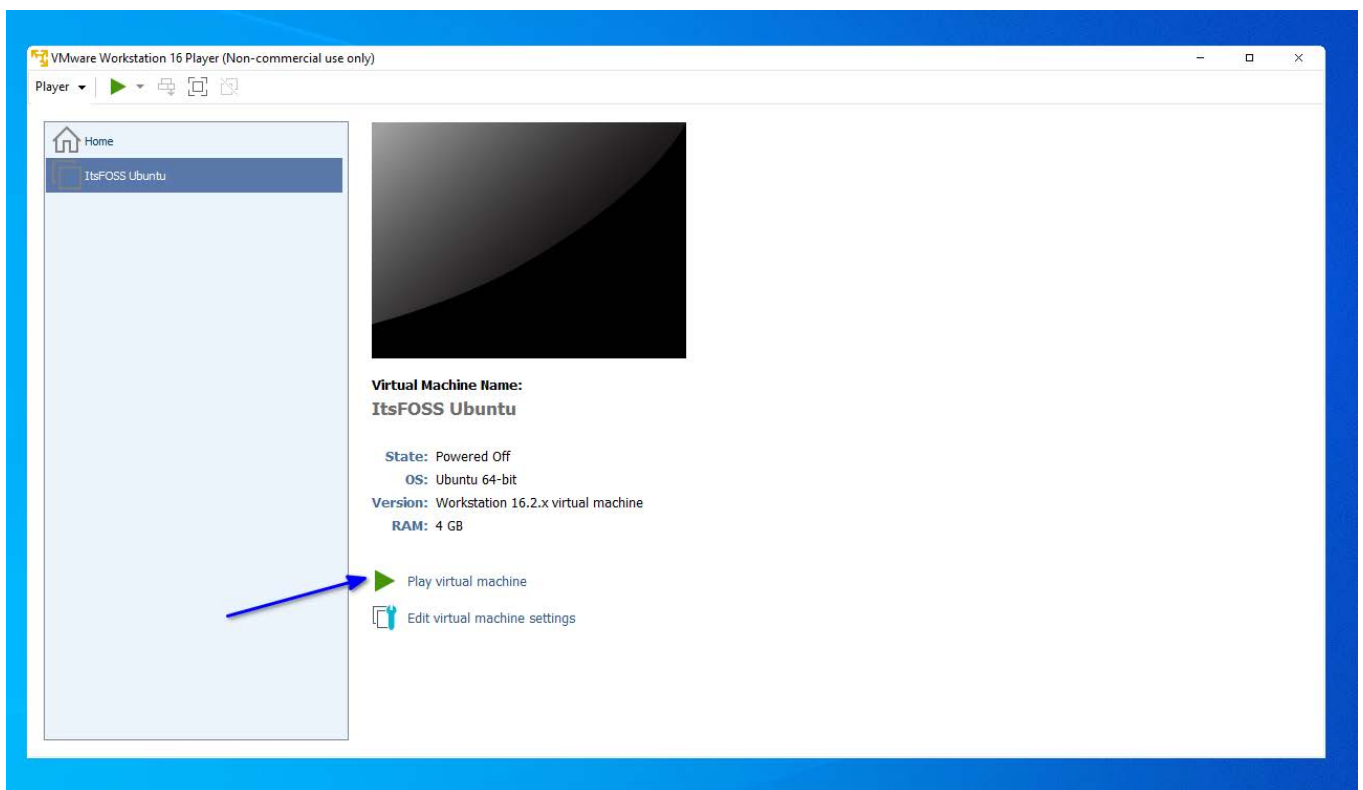 VMware Workstation 16 Player (Non-commercial use only)
Player
Home
ItsFOSS Ubuntu
Virtual Machine Name:
ItsFOSS Ubuntu
State: Powered Off
OS: Ubuntu 64-bit
Version: Workstation 16.2.x virtual machine
RAM: 4 GB
Play virtual machine
Edit virtual machine settings